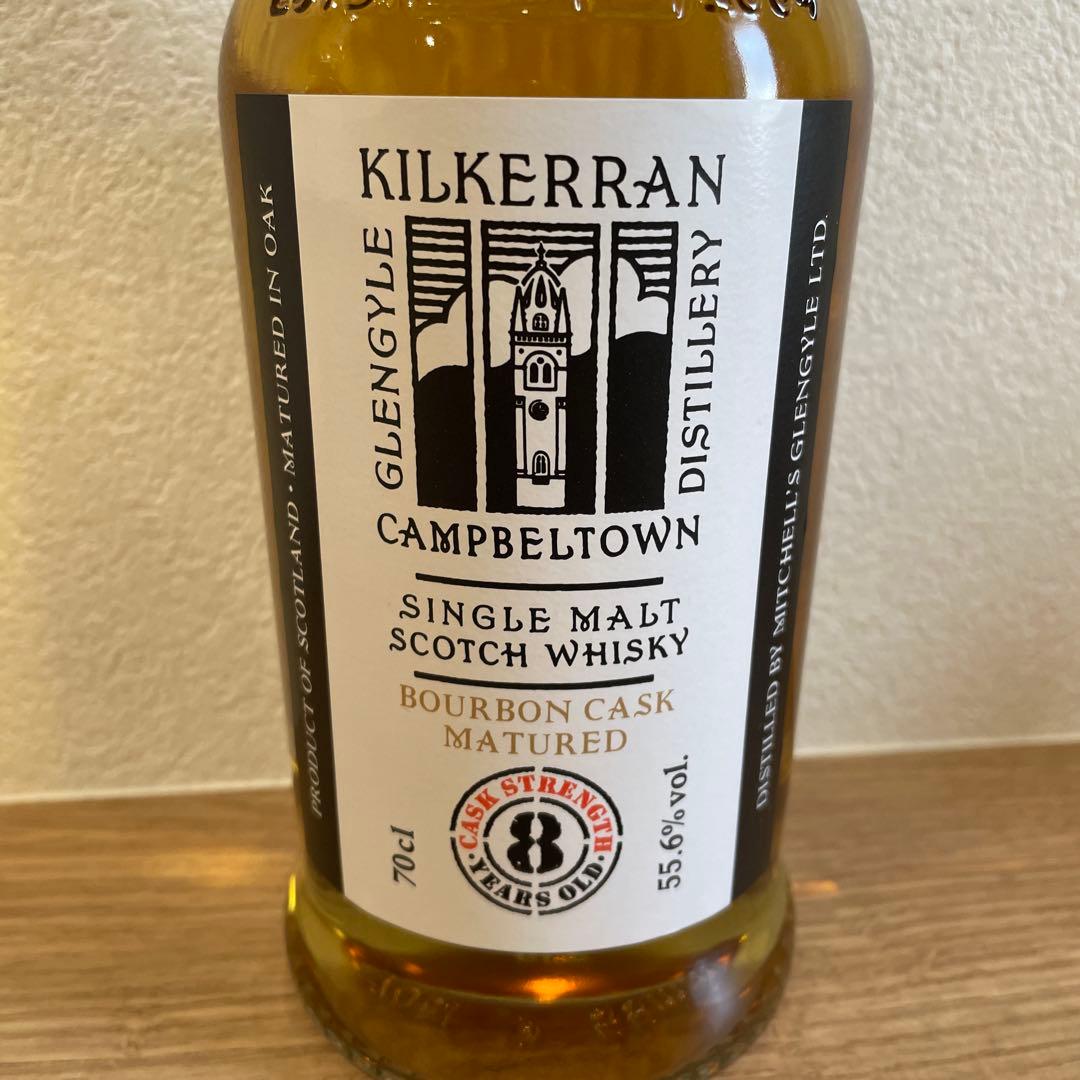 KILKERRAN
GLENGYLE
DISTILLERY
CAMPBELTOWN
SINGLE MALT
SCOTCH WHISKY
BOURBON CASK
MATURED
CASK STRENGTH
8
· YEARS OLD ·
70cl
55.6%vol.
PRODUCT OF SCOTLAND · MATURED IN OAK
DISTILLED BY MITCHELL'S GLENGYLE LTD.